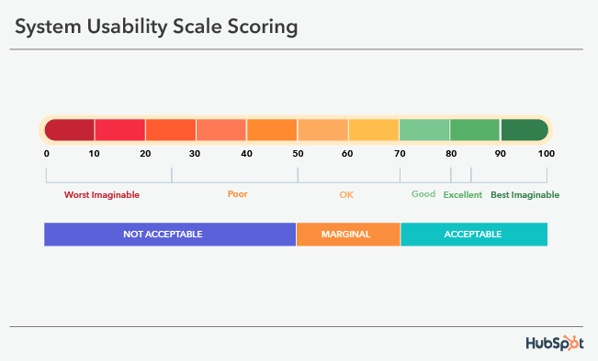 System Usability Scale Scoring
0 10 20 30 40 50 60 70 80 90 100
Worst Imaginable Poor OK Good Excellent Best Imaginable
NOT ACCEPTABLE MARGINAL ACCEPTABLE
HubSpot